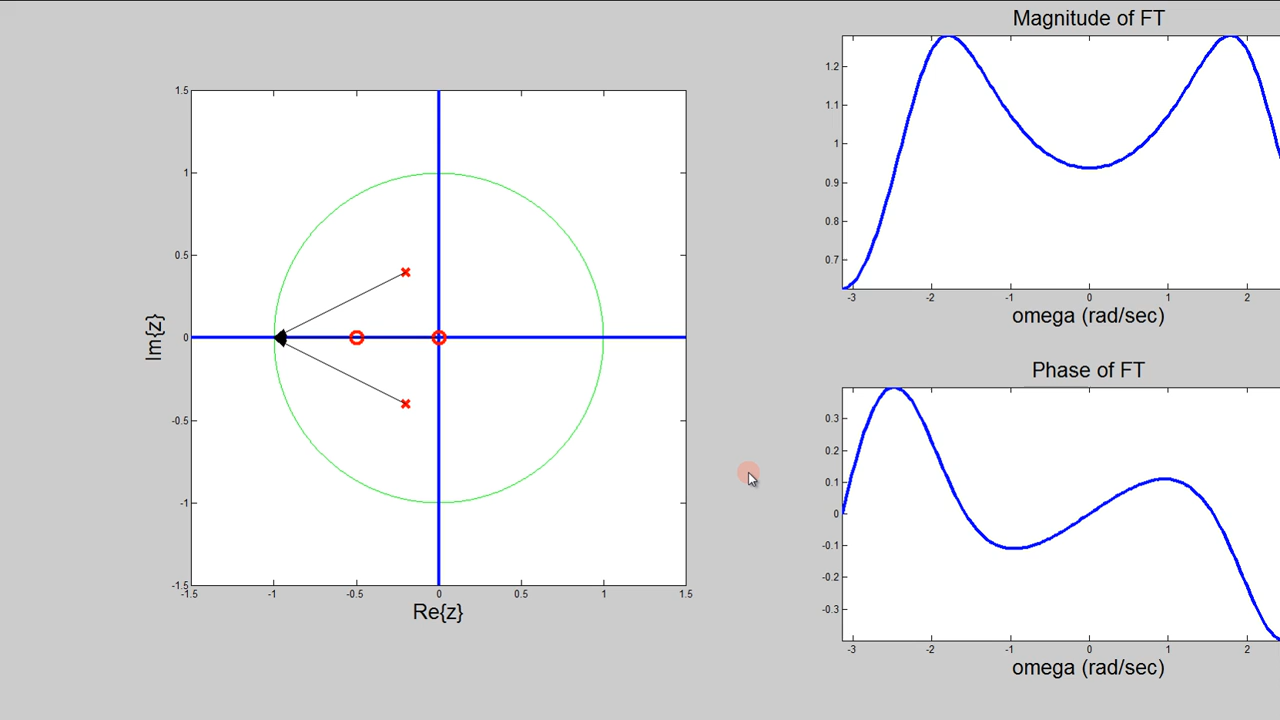 Magnitude of FT
1.2
1.1
1
0.9
0.8
0.7
-3 -2 -1 0 1 2
omega (rad/sec)
1.5
1
0.5
0
-0.5
-1
-1.5
Im{z}
-1.5 -1 -0.5 0 0.5 1 1.5
Re{z}
Phase of FT
0.3
0.2
0.1
0
-0.1
-0.2
-0.3
-3 -2 -1 0 1 2
omega (rad/sec)